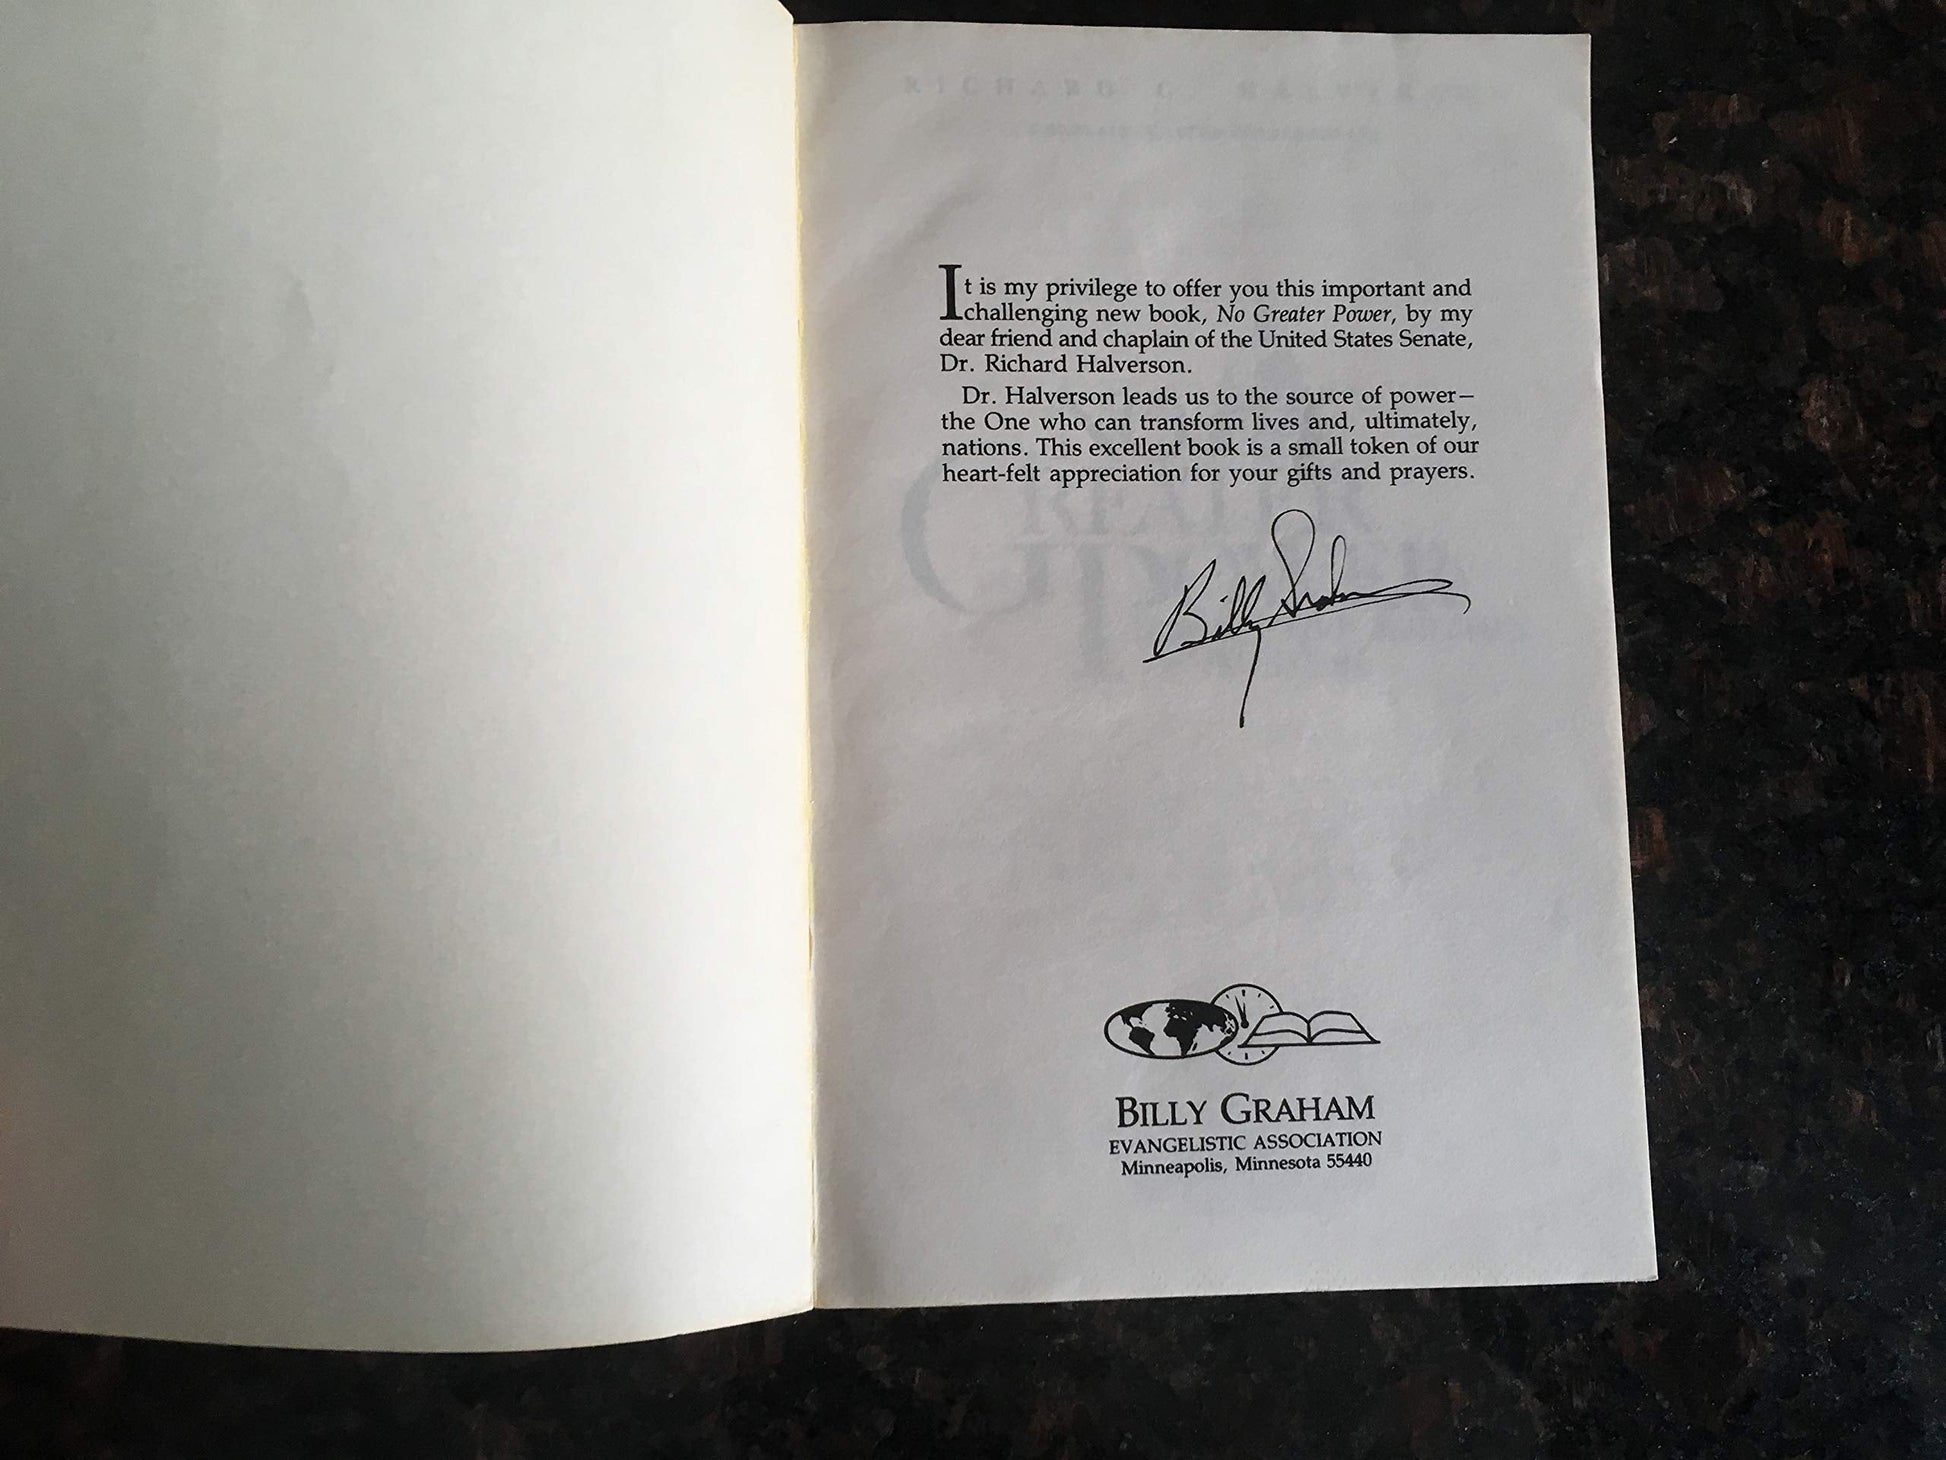 It is my privilege to offer you this important and
challenging new book, No Greater Power, by my
dear friend and chaplain of the United States Senate,
Dr. Richard Halverson.
Dr. Halverson leads us to the source of power—
the One who can transform lives and, ultimately,
nations. This excellent book is a small token of our
heart-felt appreciation for your gifts and prayers.
Billy Graham
BILLY GRAHAM
EVANGELISTIC ASSOCIATION
Minneapolis, Minnesota 55440